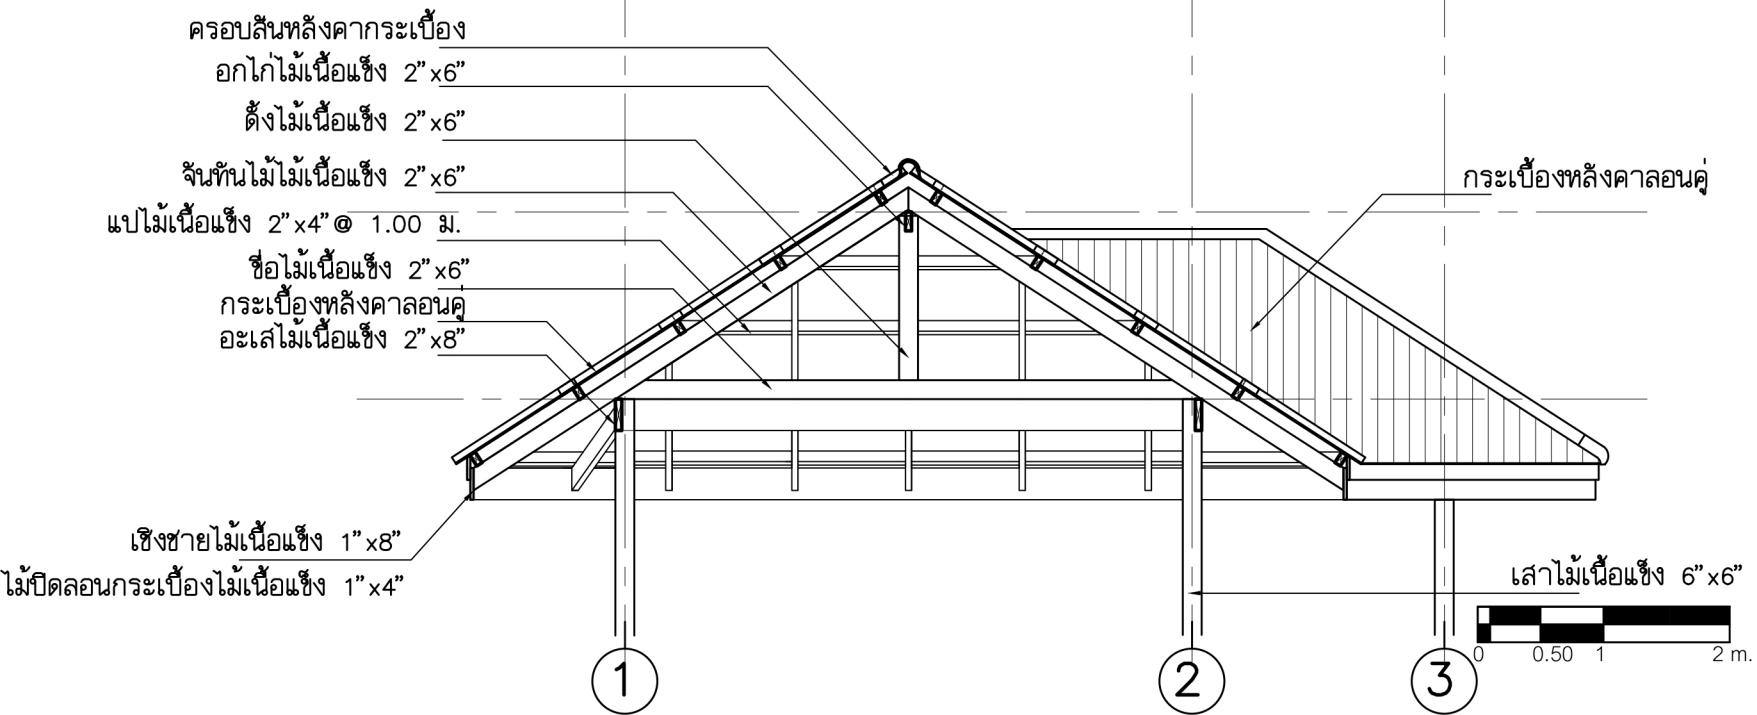 ครอบสันหลังคากระเบื้อง
อกไก่ไม้เนื้อแข็ง 2”x6”
ดั้งไม้เนื้อแข็ง 2”x6”
จันทันไม้ไม้เนื้อแข็ง 2”x6”
แปไม้เนื้อแข็ง 2”x4”@ 1.00 ม.
ขื่อไม้เนื้อแข็ง 2”x6”
กระเบื้องหลังคาลอนคู่
อะเสไม้เนื้อแข็ง 2”x8”
กระเบื้องหลังคาลอนคู่
เชิงชายไม้เนื้อแข็ง 1”x8”
ไม้ปิดลอนกระเบื้องไม้เนื้อแข็ง 1”x4”
เสาไม้เนื้อแข็ง 6”x6”
0 0.50 1 2 m.
1 2 3